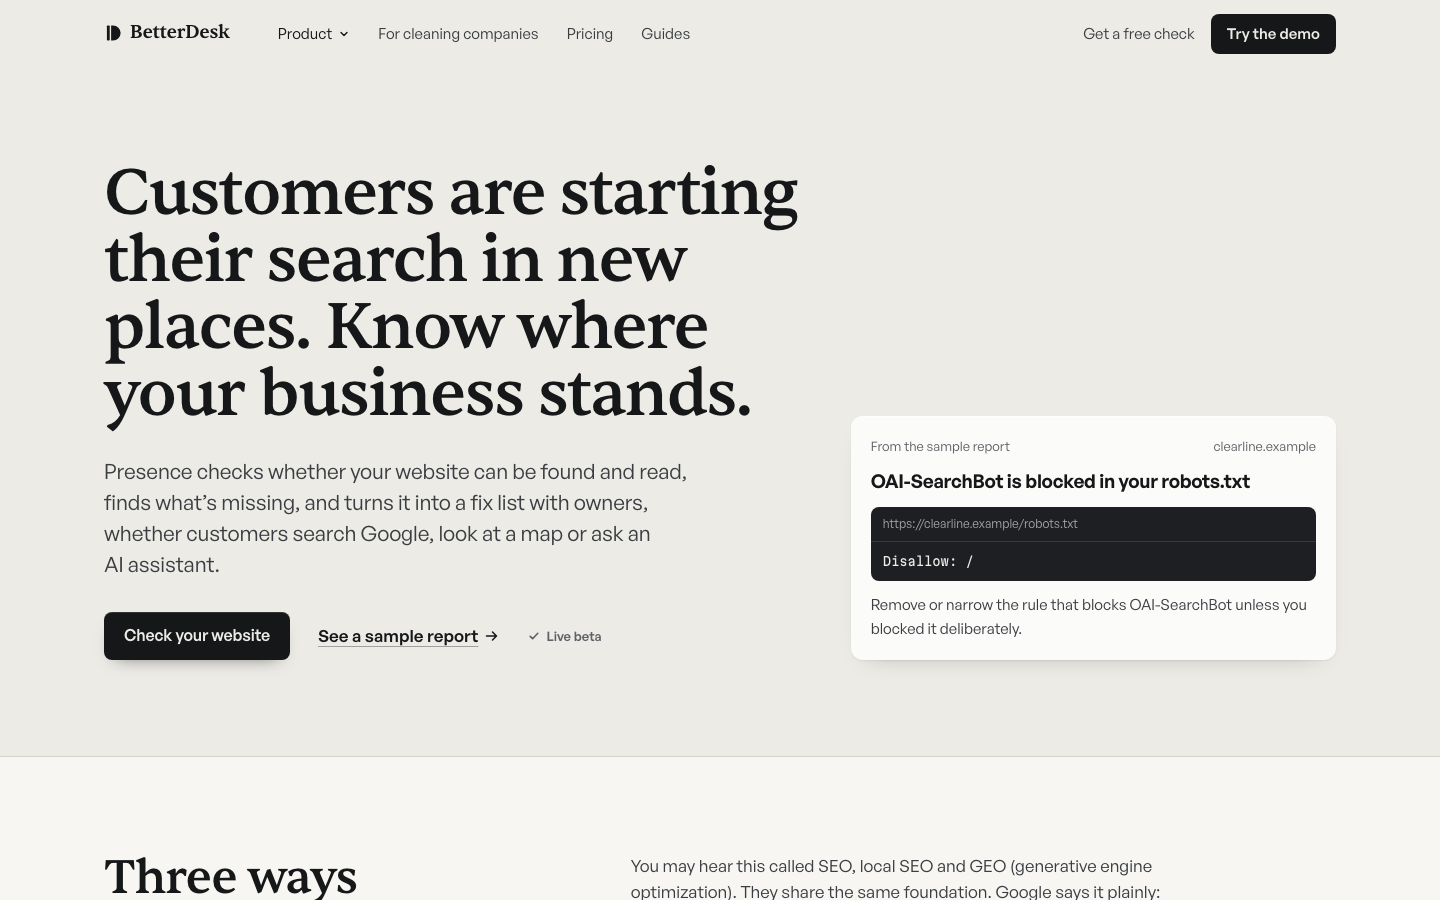 BetterDesk
Product
For cleaning companies
Pricing
Guides
Get a free check
Try the demo
Customers are starting
their search in new
places. Know where
your business stands.
Presence checks whether your website can be found and read,
finds what’s missing, and turns it into a fix list with owners,
whether customers search Google, look at a map or ask an
AI assistant.
Check your website
See a sample report →
✓ Live beta
From the sample report
clearline.example
OAI-SearchBot is blocked in your robots.txt
https://clearline.example/robots.txt
Disallow: /
Remove or narrow the rule that blocks OAI-SearchBot unless you
blocked it deliberately.
Three ways
You may hear this called SEO, local SEO and GEO (generative engine
optimization). They share the same foundation. Google says it plainly: